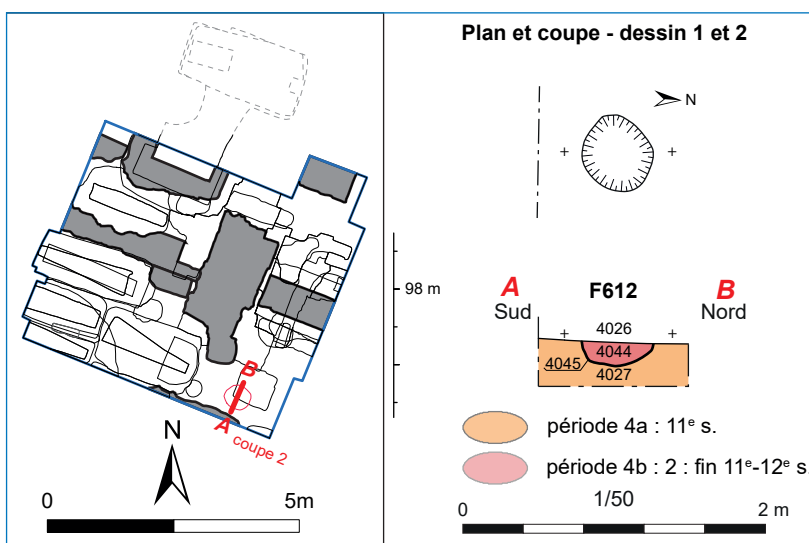 B
A
coupe 2
N
0 5m
Plan et coupe - dessin 1 et 2
N
98 m
A F612 B
Sud Nord
4026
4044
4045
4027
période 4a : 11e s.
période 4b : 2 : fin 11e-12e s.
1/50
0 2 m